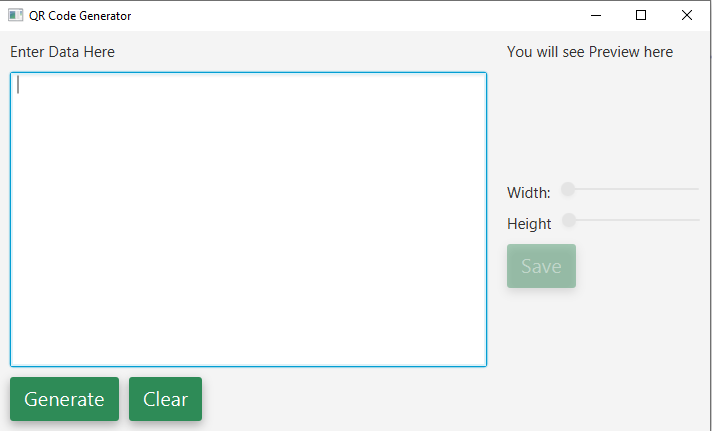 QR Code Generator
Enter Data Here
You will see Preview here
Width:
Height
Save
Generate
Clear